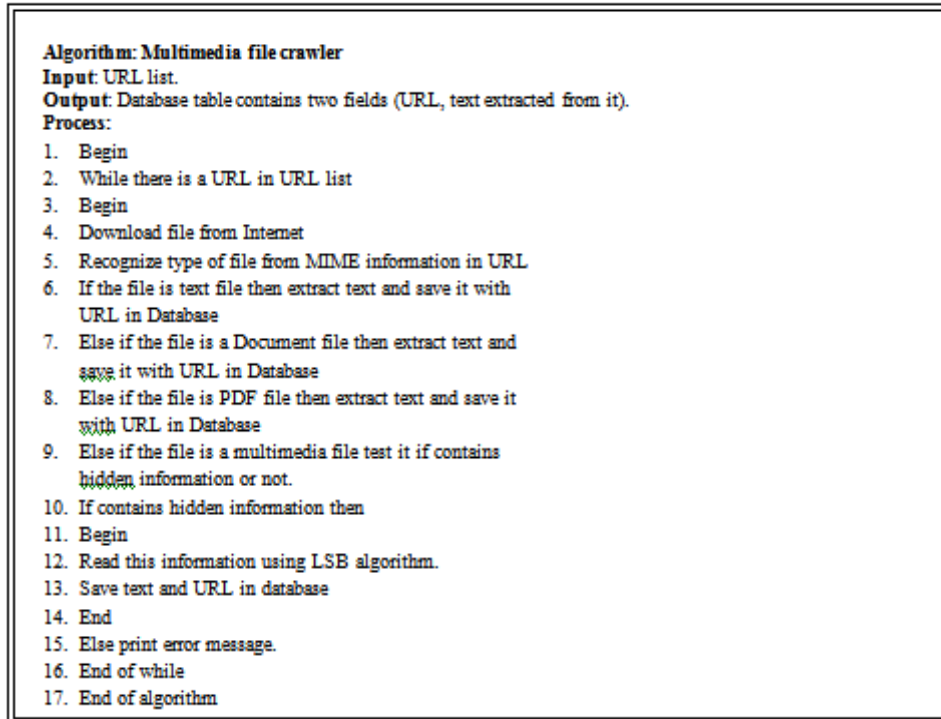 Algorithm: Multimedia file crawler
Input: URL list.
Output: Database table contains two fields (URL, text extracted from it).
Process:
1. Begin
2. While there is a URL in URL list
3. Begin
4. Download file from Internet
5. Recognize type of file from MIME information in URL
6. If the file is text file then extract text and save it with
URL in Database
7. Else if the file is a Document file then extract text and
save it with URL in Database
8. Else if the file is PDF file then extract text and save it
with URL in Database
9. Else if the file is a multimedia file test it if contains
hidden information or not.
10. If contains hidden information then
11. Begin
12. Read this information using LSB algorithm.
13. Save text and URL in database
14. End
15. Else print error message.
16. End of while
17. End of algorithm